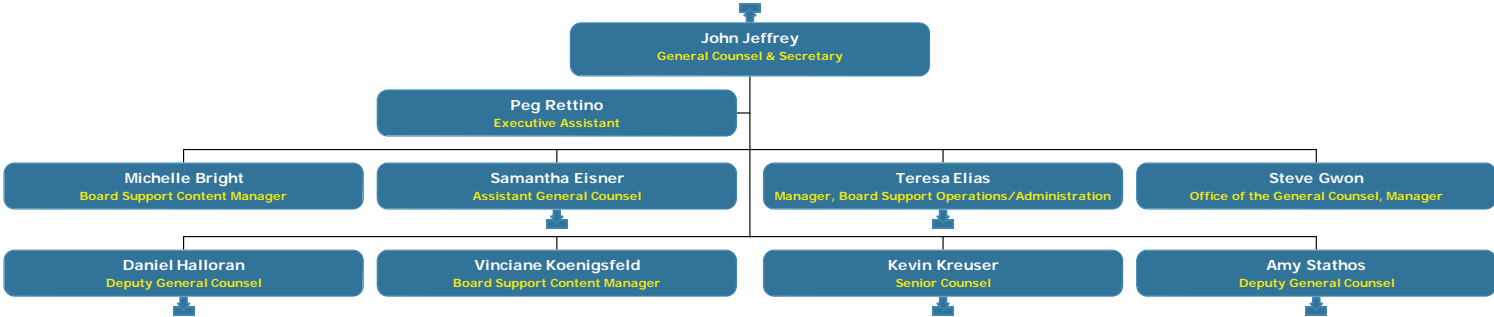 John Jeffrey
General Counsel & Secretary
Peg Rettino
Executive Assistant
Michelle Bright
Board Support Content Manager
Samantha Eisner
Assistant General Counsel
Teresa Elias
Manager, Board Support Operations/Administration
Steve Gwon
Office of the General Counsel, Manager
Daniel Halloran
Deputy General Counsel
Vinciane Koenigsfeld
Board Support Content Manager
Kevin Kreuser
Senior Counsel
Amy Stathos
Deputy General Counsel